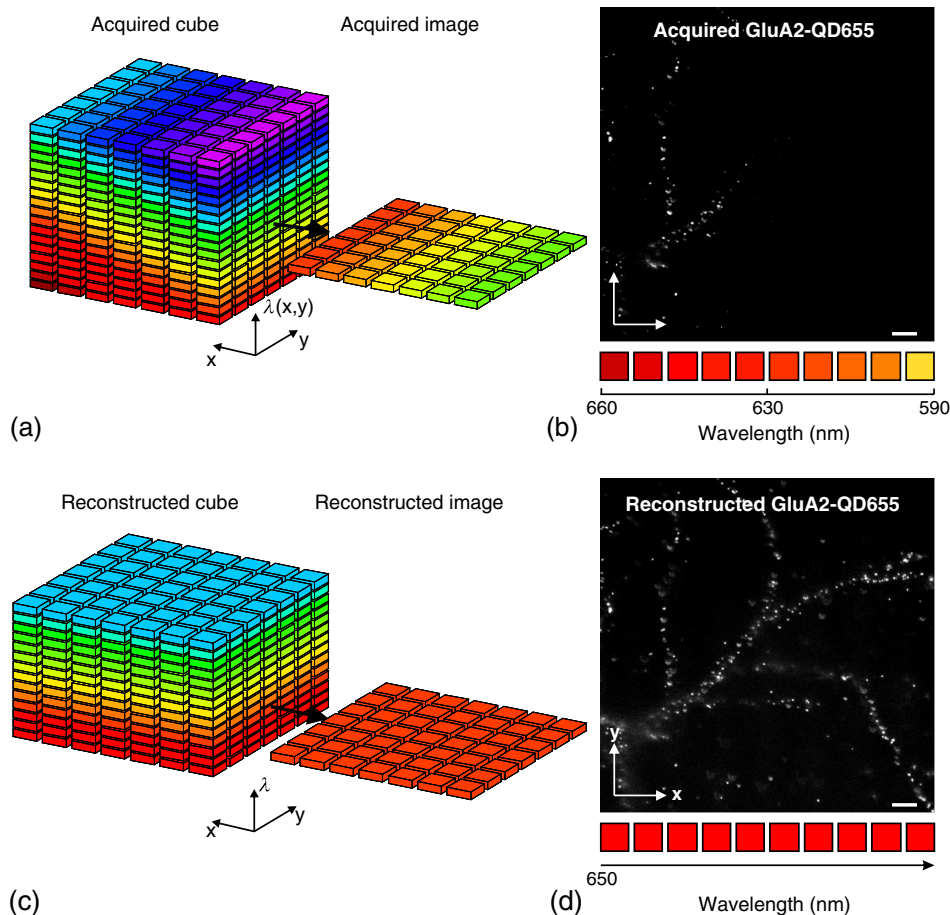 Acquired cube
Acquired image
Acquired GluA2-QD655
λ(x,y)
x
y
660
630
590
(a)
(b)
Wavelength (nm)
Reconstructed cube
Reconstructed image
Reconstructed GluA2-QD655
λ
x
y
y
x
650
(c)
(d)
Wavelength (nm)